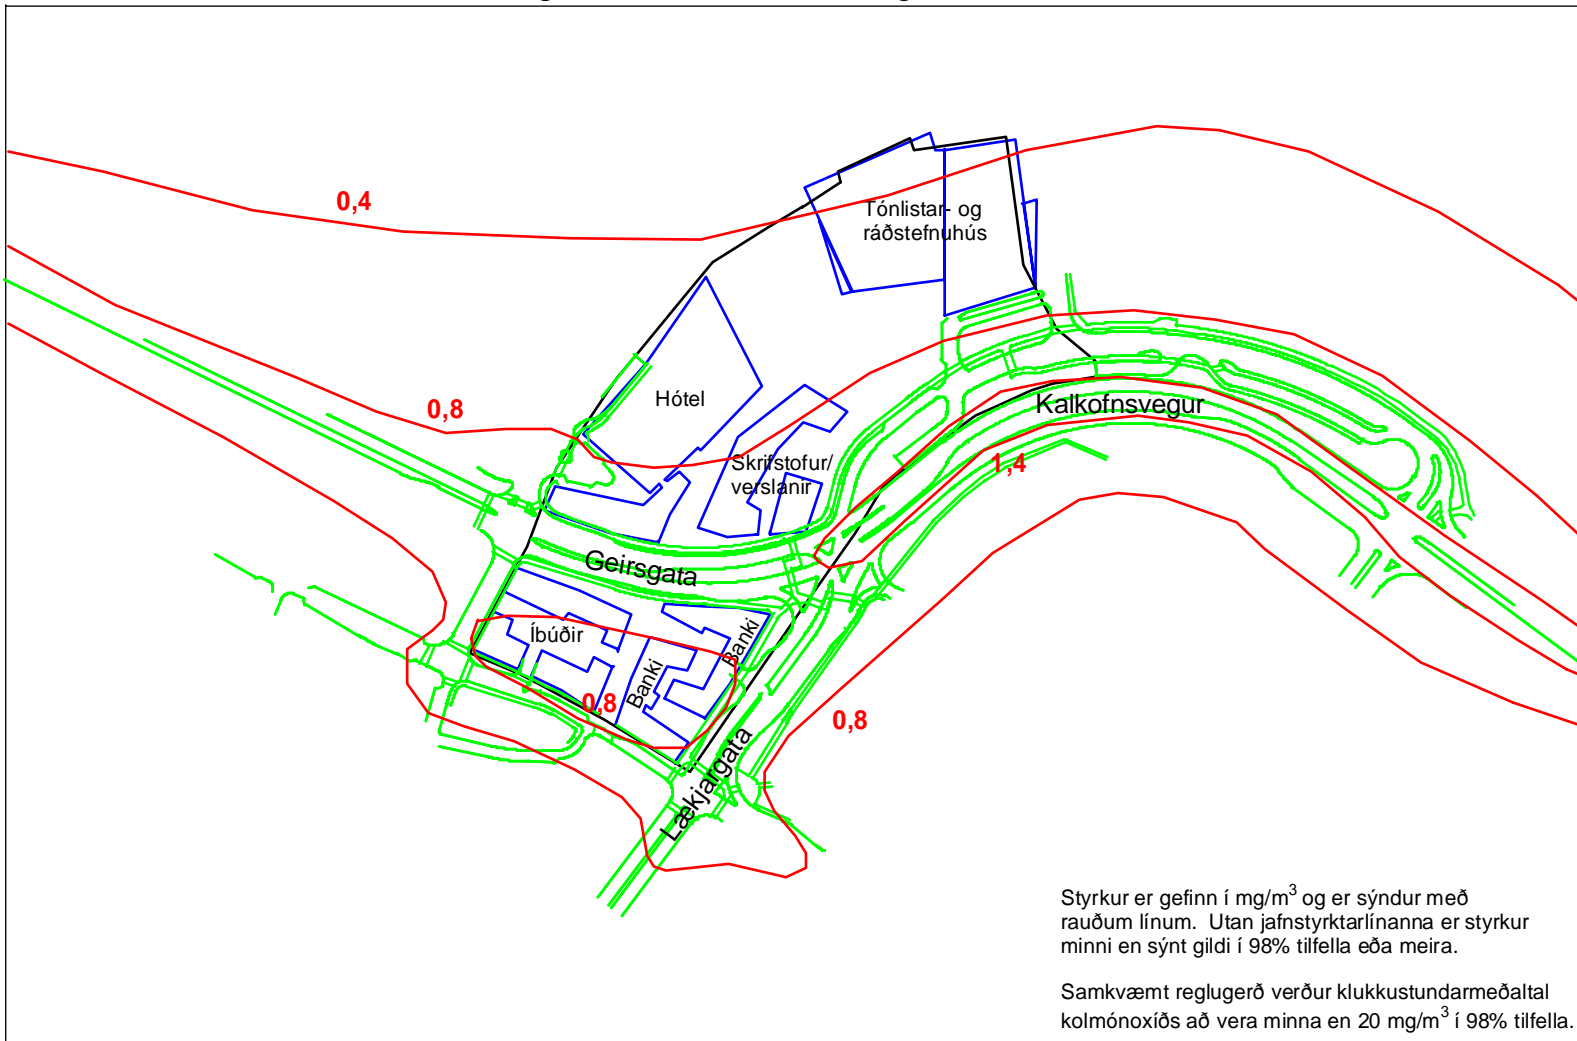 0,4
Tónlistar- og
ráðstefnuhús
Hótel
0,8
Kalkofnsvegur
Skrifstofur/
verslanir
1,4
Geirsgata
Íbúðir
Banki
Banki
0,8
0,8
Lækjargata
Styrkur er gefinn í mg/m³ og er sýndur með
rauðum línum. Utan jafnstyrktarlínanna er styrkur
minni en sýnt gildi í 98% tilfella eða meira.
Samkvæmt reglugerð verður klukkustundarmeðaltal
kolmónoxíðs að vera minna en 20 mg/m³ í 98% tilfella.